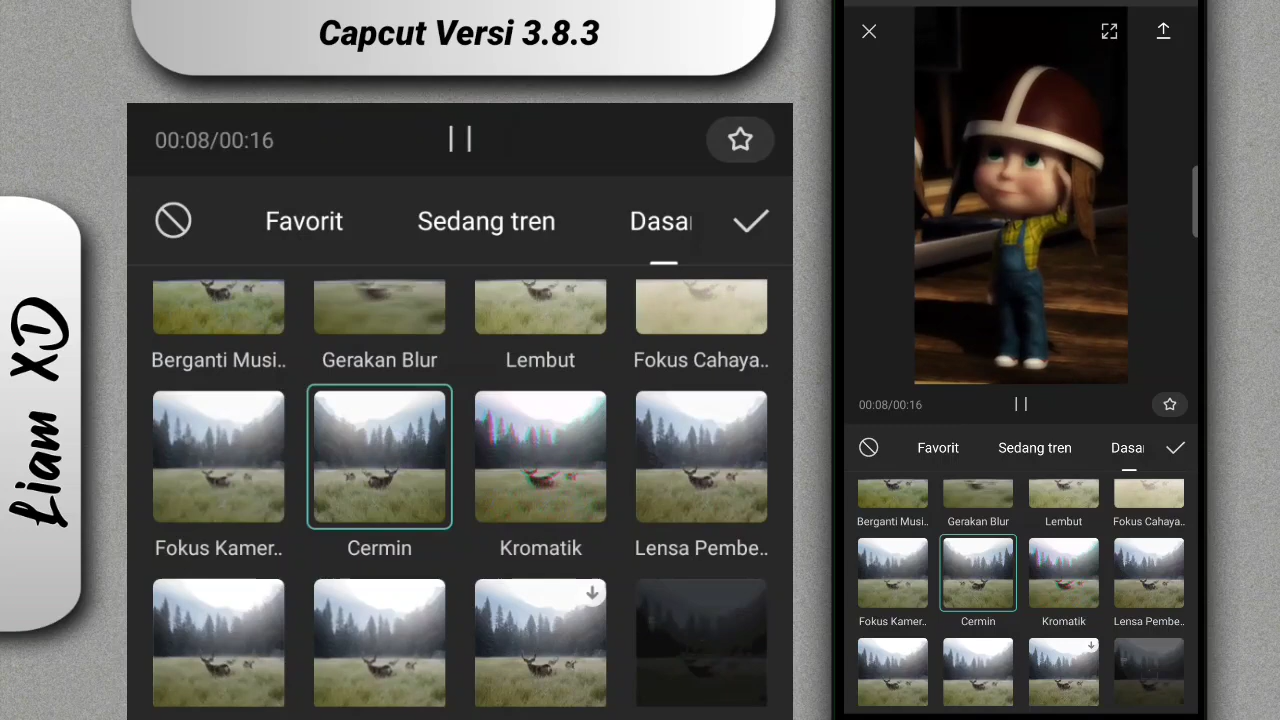 Capcut Versi 3.8.3
Liam XD
00:08/00:16
Favorit
Sedang tren
Dasar
Berganti Musi..
Gerakan Blur
Lembut
Fokus Cahaya..
Fokus Kamer..
Cermin
Kromatik
Lensa Pembe..
00:08/00:16
Favorit
Sedang tren
Dasar
Berganti Musi..
Gerakan Blur
Lembut
Fokus Cahaya..
Fokus Kamer..
Cermin
Kromatik
Lensa Pembe..